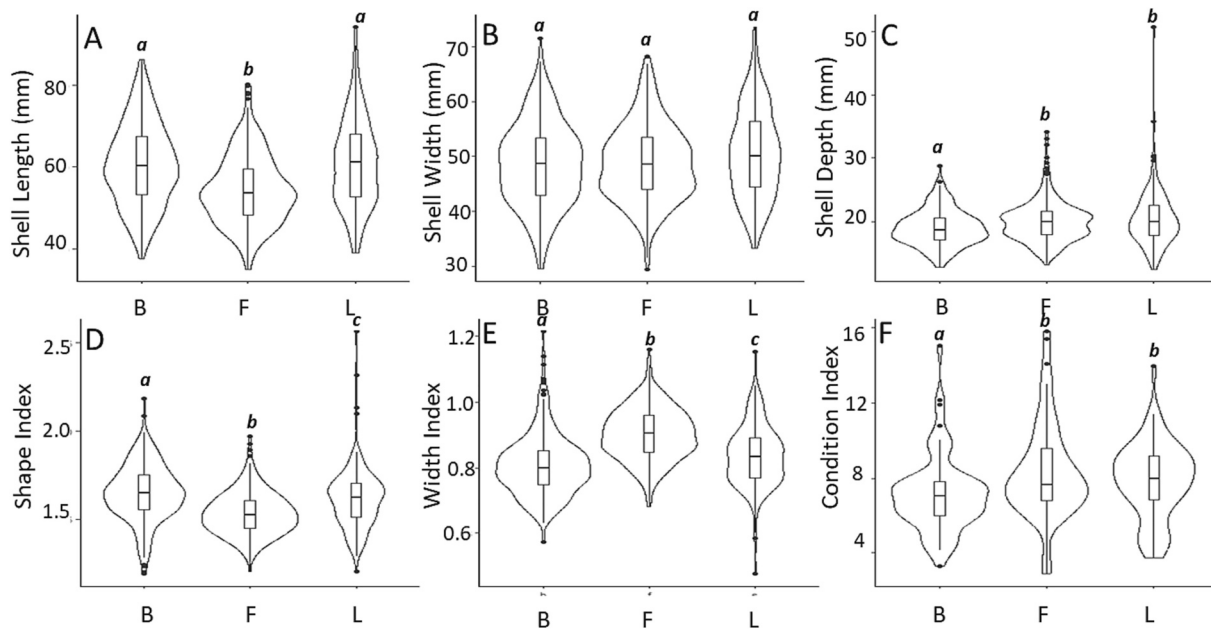 A
a
b
a
Shell Length (mm)
80
60
40
B F L
B
a
a
a
Shell Width (mm)
70
60
50
40
30
B F L
C
a
b
b
Shell Depth (mm)
50
40
30
20
B F L
D
a
b
c
Shape Index
2.5
2.0
1.5
B F L
E
a
b
c
Width Index
1.2
1.0
0.8
0.6
B F L
F
a
b
b
Condition Index
16
12
8
4
B F L